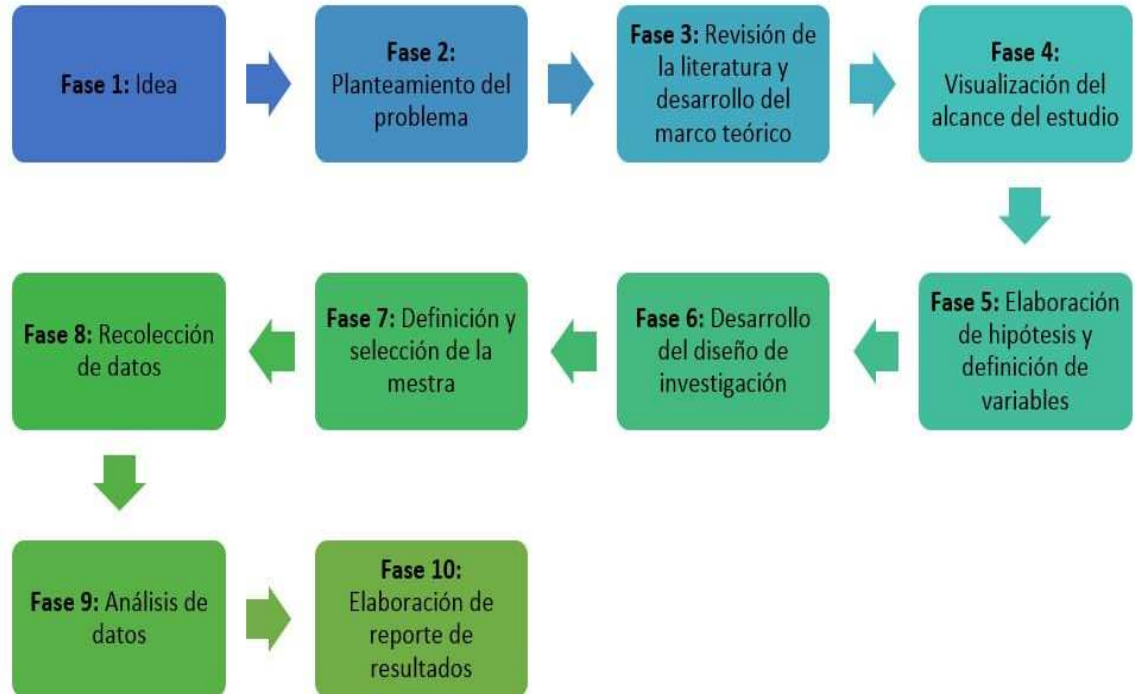 Fase 1: Idea
Fase 2:
Planteamiento del
problema
Fase 3: Revisión de
la literatura y
desarrollo del
marco teórico
Fase 4:
Visualización del
alcance del estudio
Fase 5: Elaboración
de hipótesis y
definición de
variables
Fase 6: Desarrollo
del diseño de
investigación
Fase 7: Definición y
selección de la
mestra
Fase 8: Recolección
de datos
Fase 9: Análisis de
datos
Fase 10:
Elaboración de
reporte de
resultados